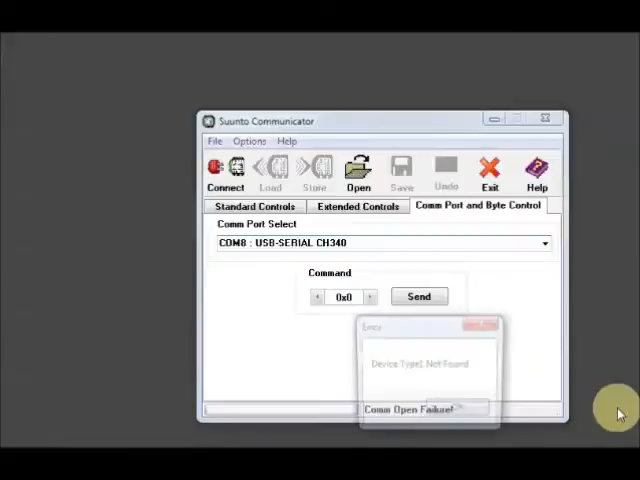 Suunto Communicator
File Options Help
Connect Load Store Open Save Undo Exit Help
Standard Controls Extended Controls Comm Port and Byte Control
Comm Port Select
COM8 : USB-SERIAL CH340
Command
0x0 Send
Error
Device Type1 Not Found
Comm Open Failure!